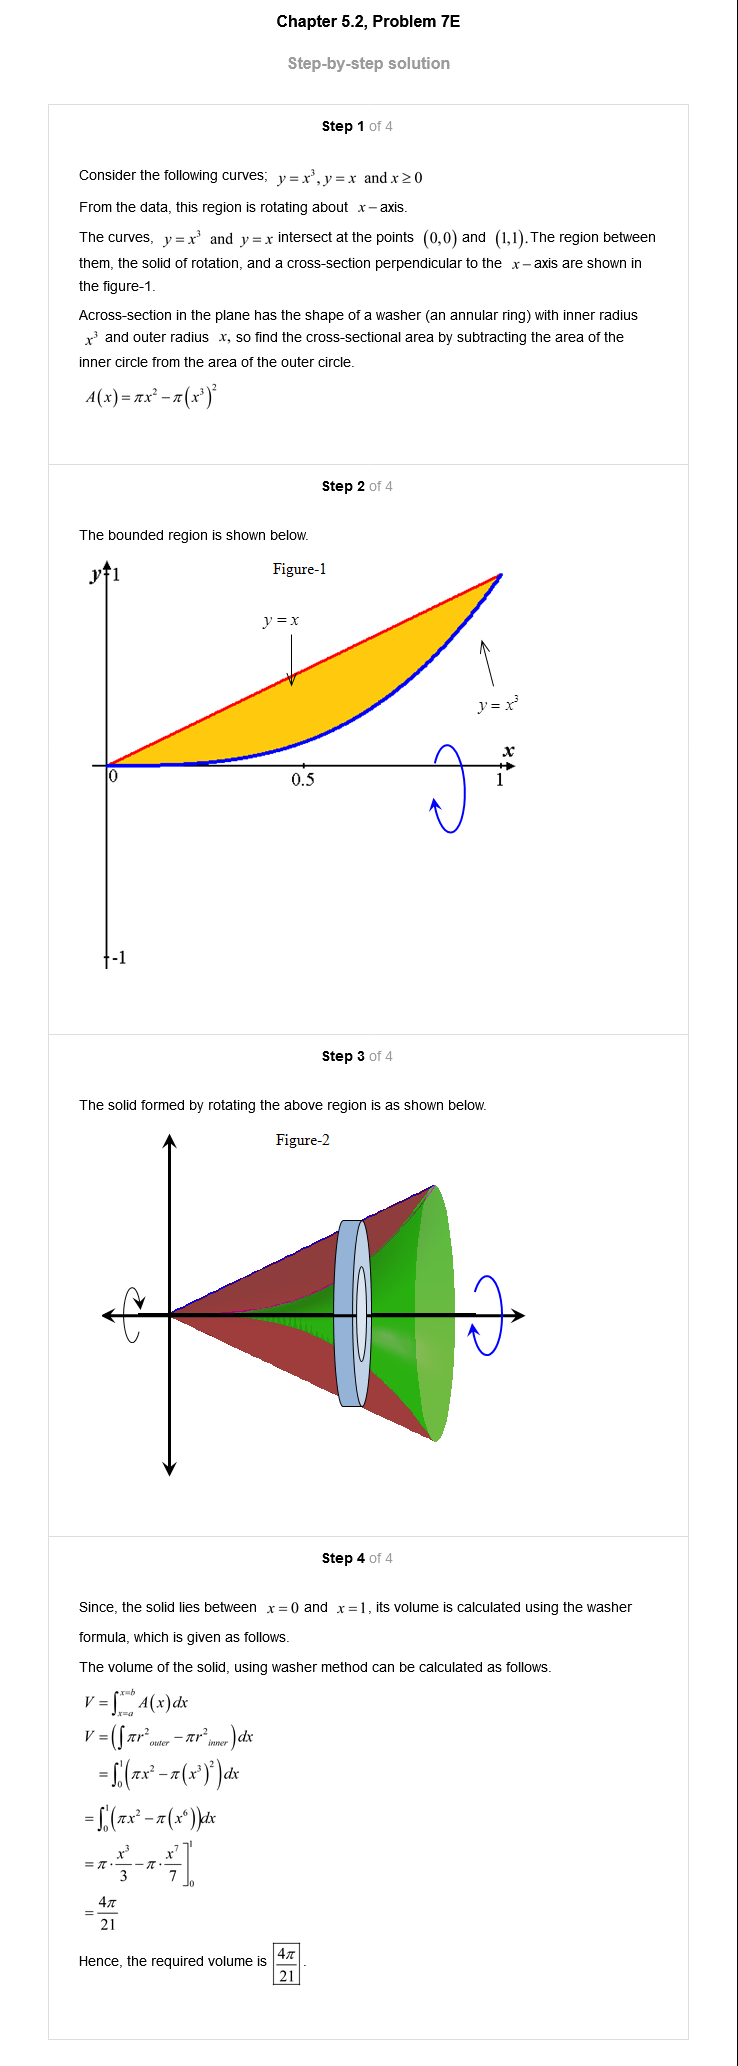 Chapter 5.2, Problem 7E
Step-by-step solution
Step 1 of 4
Consider the following curves; y = x³, y = x and x ≥ 0
From the data, this region is rotating about x – axis.
The curves, y = x³ and y = x intersect at the points (0,0) and (1,1). The region between
them, the solid of rotation, and a cross-section perpendicular to the x – axis are shown in
the figure-1.
Across-section in the plane has the shape of a washer (an annular ring) with inner radius
x³ and outer radius x, so find the cross-sectional area by subtracting the area of the
inner circle from the area of the outer circle.
A(x) = πx² – π(x³)²
Step 2 of 4
The bounded region is shown below.
Figure-1
y
1
y = x
y = x³
x
0
0.5
1
-1
Step 3 of 4
The solid formed by rotating the above region is as shown below.
Figure-2
Step 4 of 4
Since, the solid lies between x = 0 and x = 1, its volume is calculated using the washer
formula, which is given as follows.
The volume of the solid, using washer method can be calculated as follows.
V = ∫_{x=a}^{x=b} A(x) dx
V = (∫ πr²_{outer} – πr²_{inner}) dx
= ∫_0^1 (πx² – π(x³)²) dx
= ∫_0^1 (πx² – π(x⁶)) dx
= π · x³/3 – π · x⁷/7 ]_0^1
= 4π/21
Hence, the required volume is 4π/21.